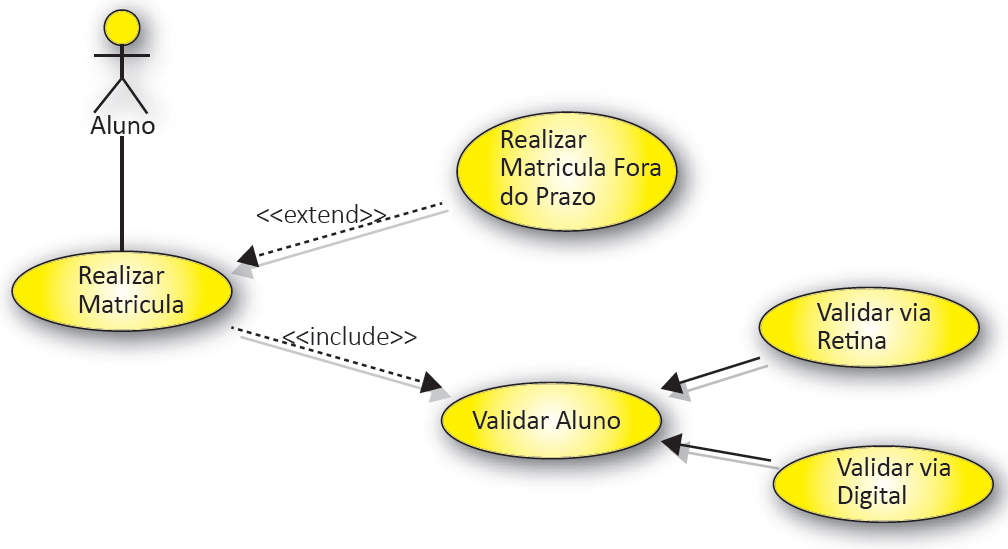 Aluno
Realizar
Matricula Fora
do Prazo
<<extend>>
Realizar
Matricula
<<include>>
Validar via
Retina
Validar Aluno
Validar via
Digital